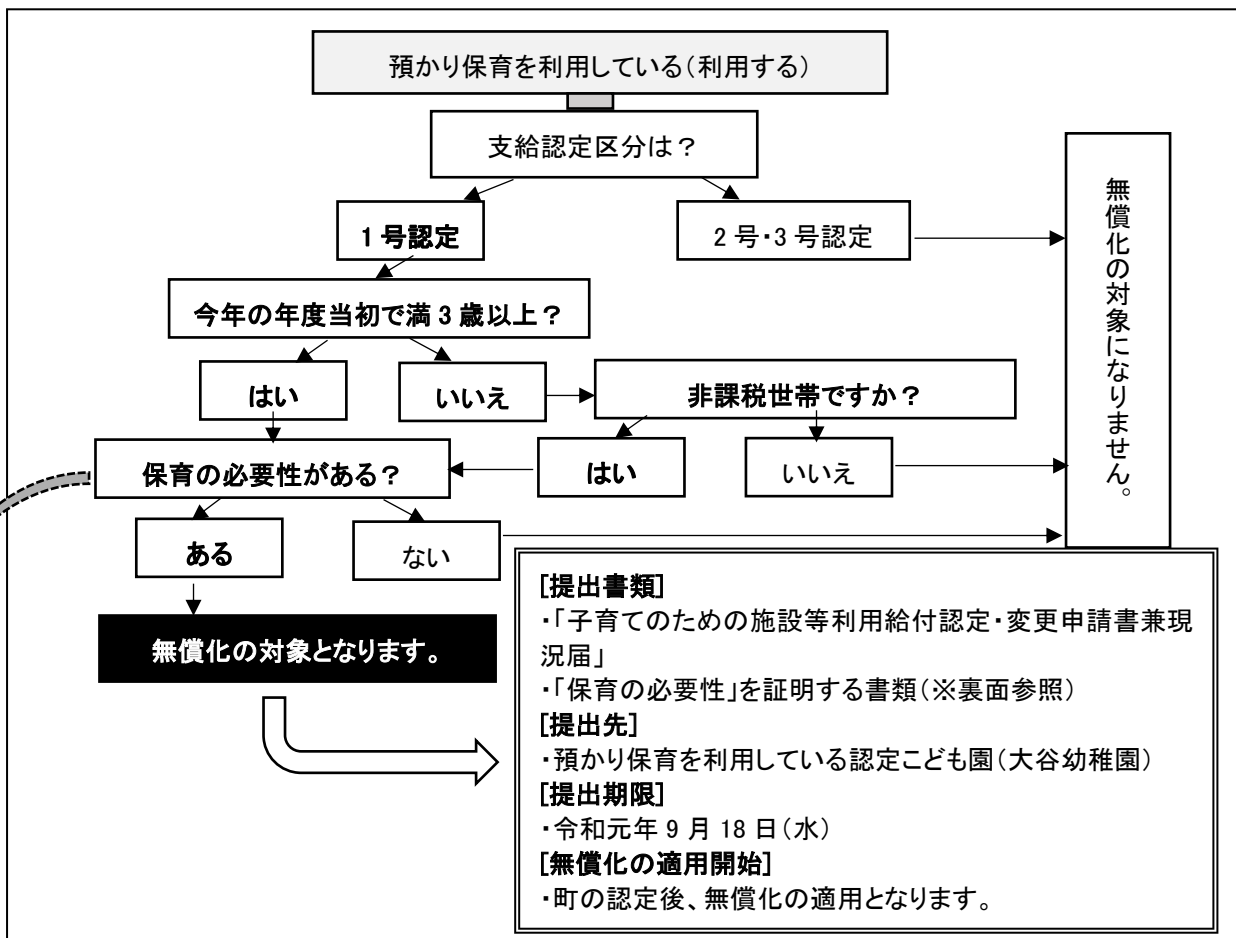 預かり保育を利用している(利用する)
支給認定区分は？
1号認定
2号・3号認定
無償化の対象になりません。
今年の年度当初で満3歳以上？
はい
いいえ
非課税世帯ですか？
保育の必要性がある？
はい
いいえ
ある
ない
無償化の対象となります。
[提出書類]
・「子育てのための施設等利用給付認定・変更申請書兼現
況届」
・「保育の必要性」を証明する書類(※裏面参照)
[提出先]
・預かり保育を利用している認定こども園(大谷幼稚園)
[提出期限]
・令和元年9月18日(水)
[無償化の適用開始]
・町の認定後、無償化の適用となります。